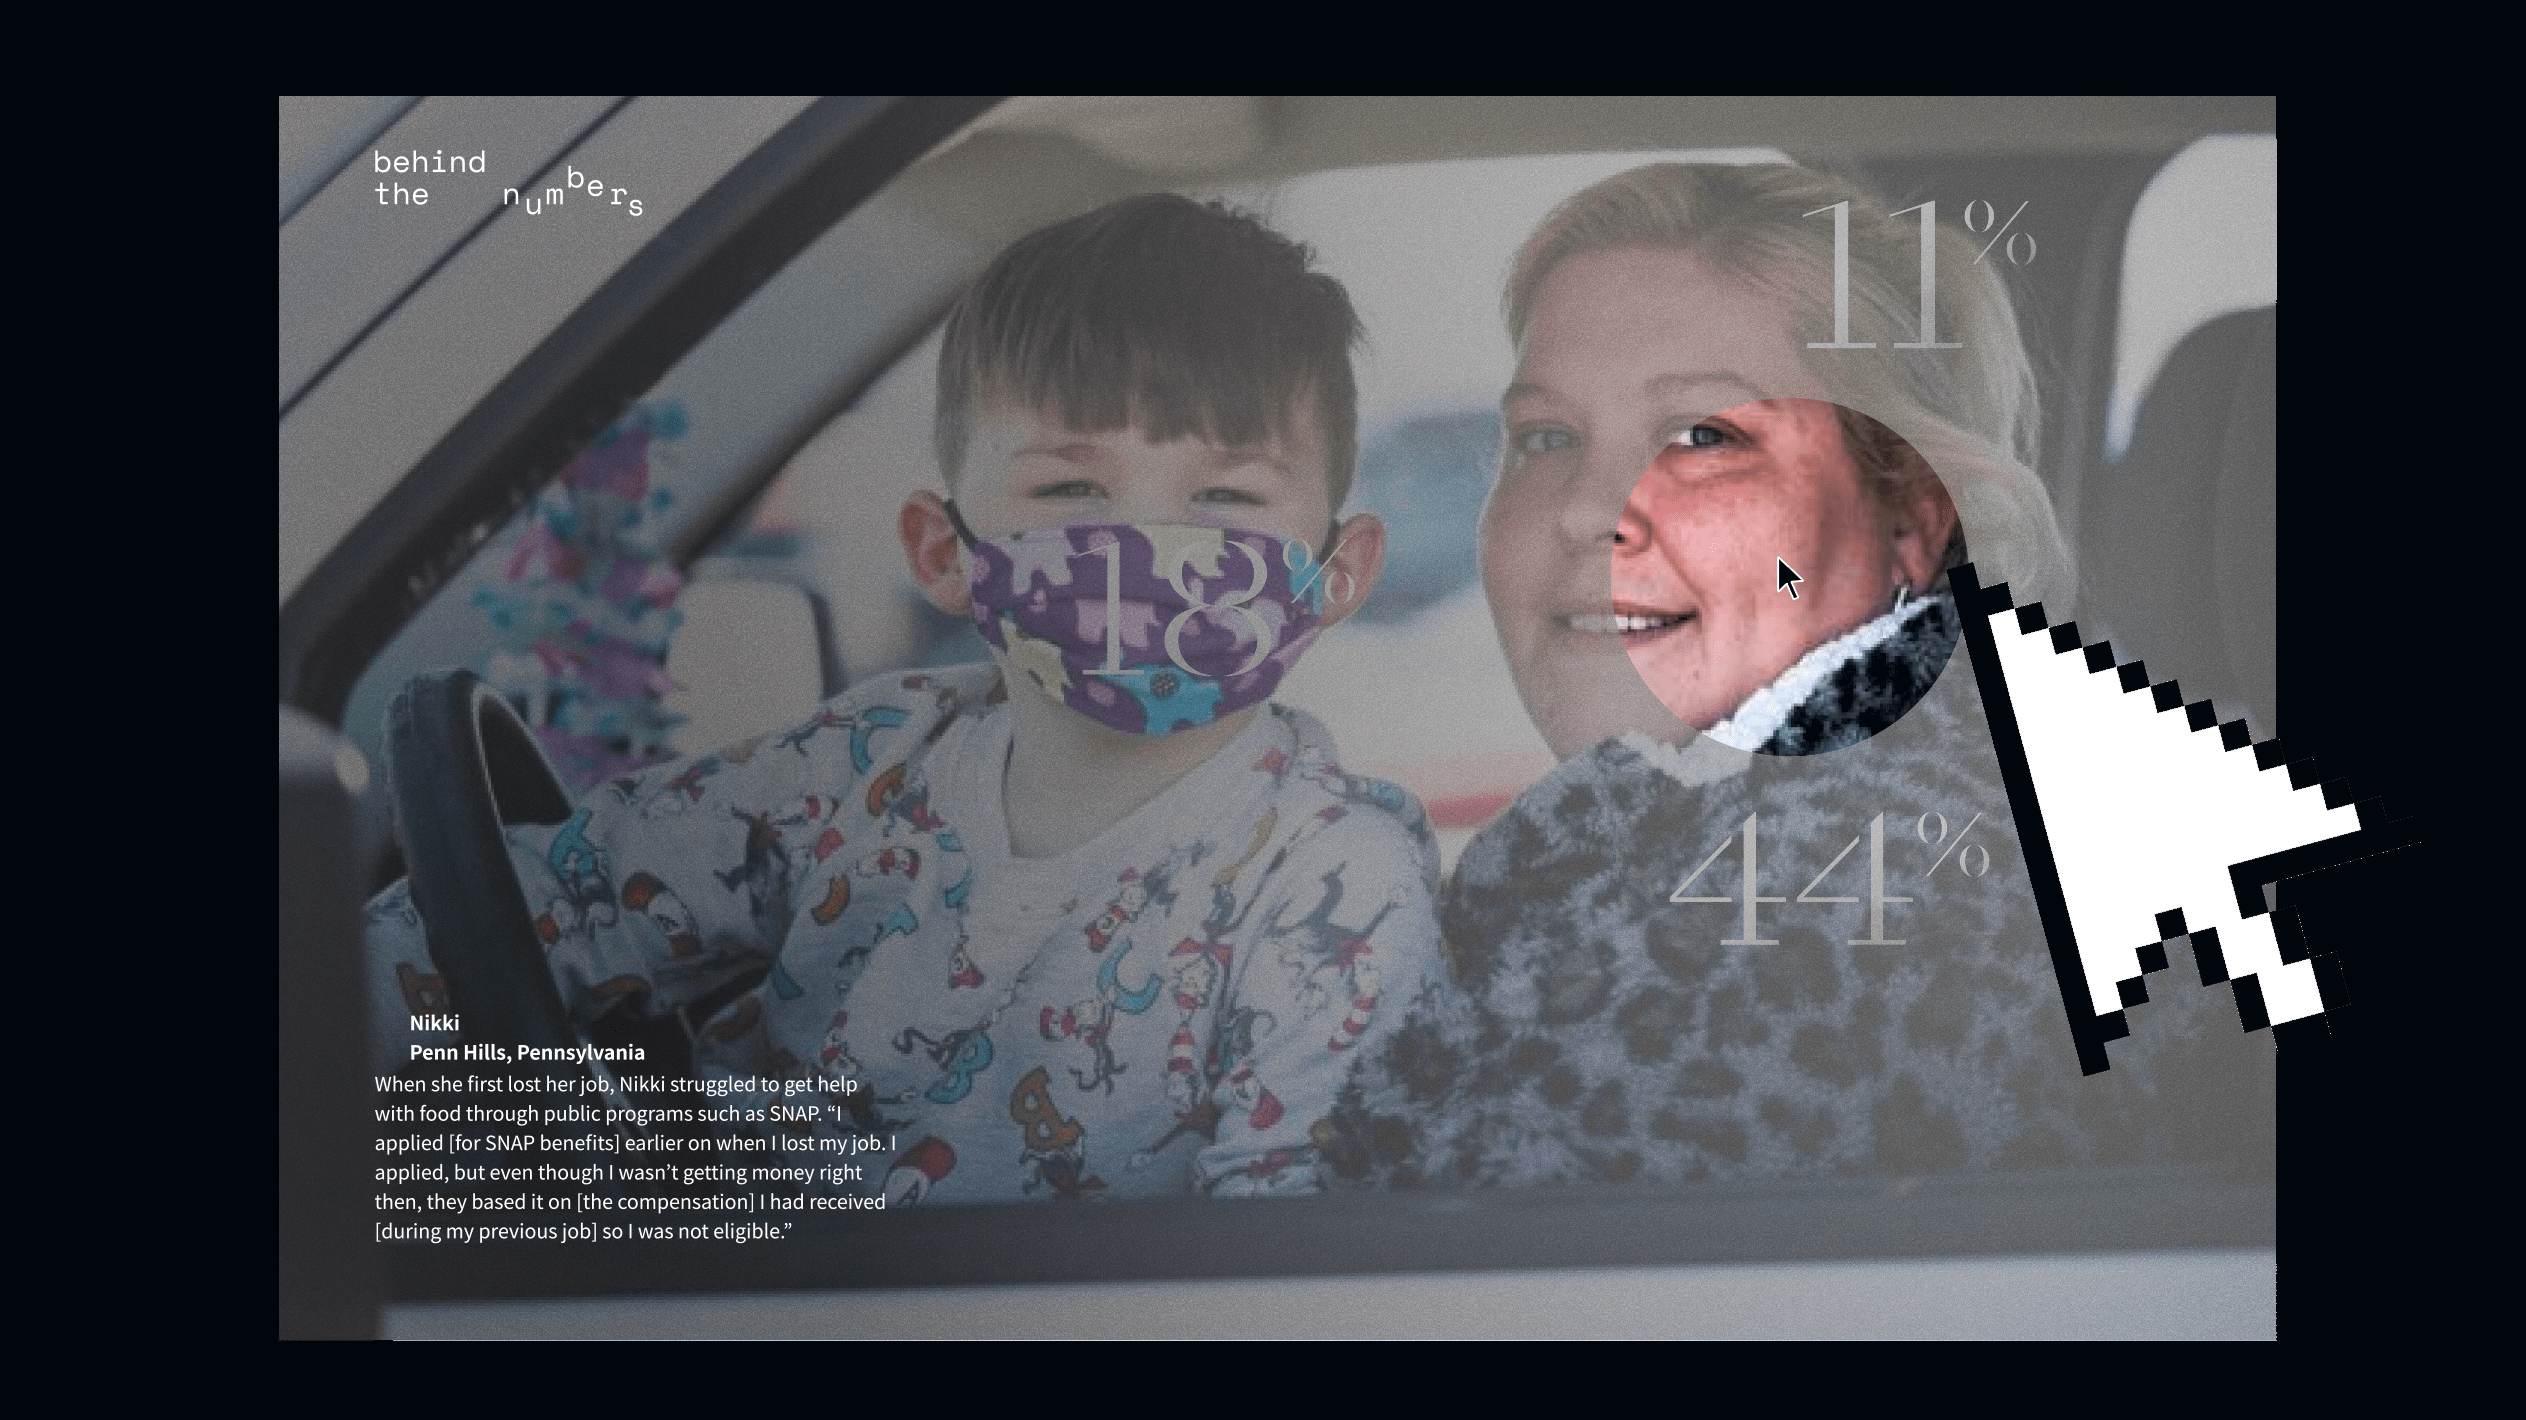 behind
the numbers
11%
18%
44%
Nikki
Penn Hills, Pennsylvania
When she first lost her job, Nikki struggled to get help
with food through public programs such as SNAP. “I
applied [for SNAP benefits] earlier on when I lost my job. I
applied, but even though I wasn’t getting money right
then, they based it on [the compensation] I had received
[during my previous job] so I was not eligible.”